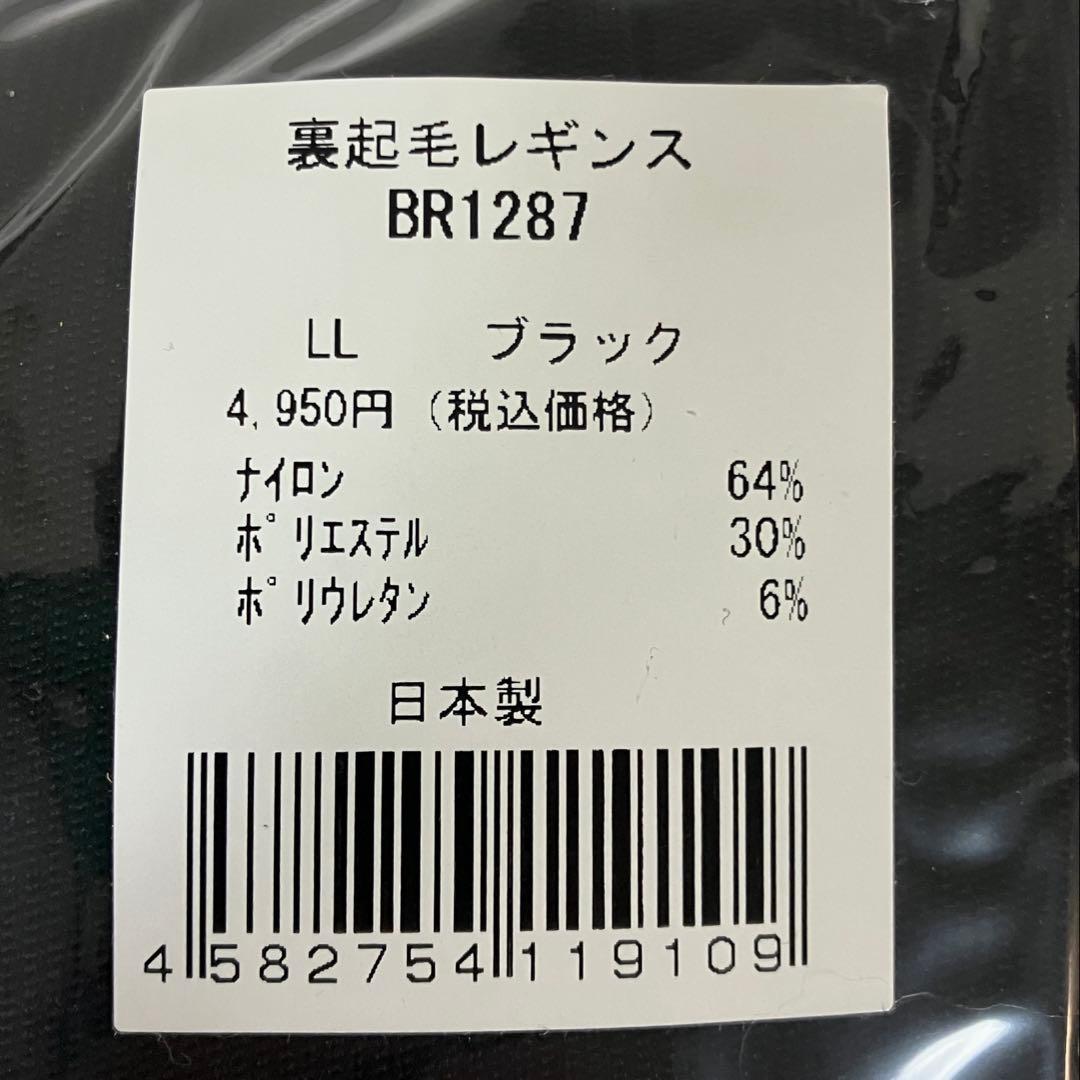 裏起毛レギンス
BR1287
LL ブラック
4,950円（税込価格）
ﾅｲﾛﾝ 64%
ﾎﾟﾘｴｽﾃﾙ 30%
ﾎﾟﾘｳﾚﾀﾝ 6%
日本製
4582754119109